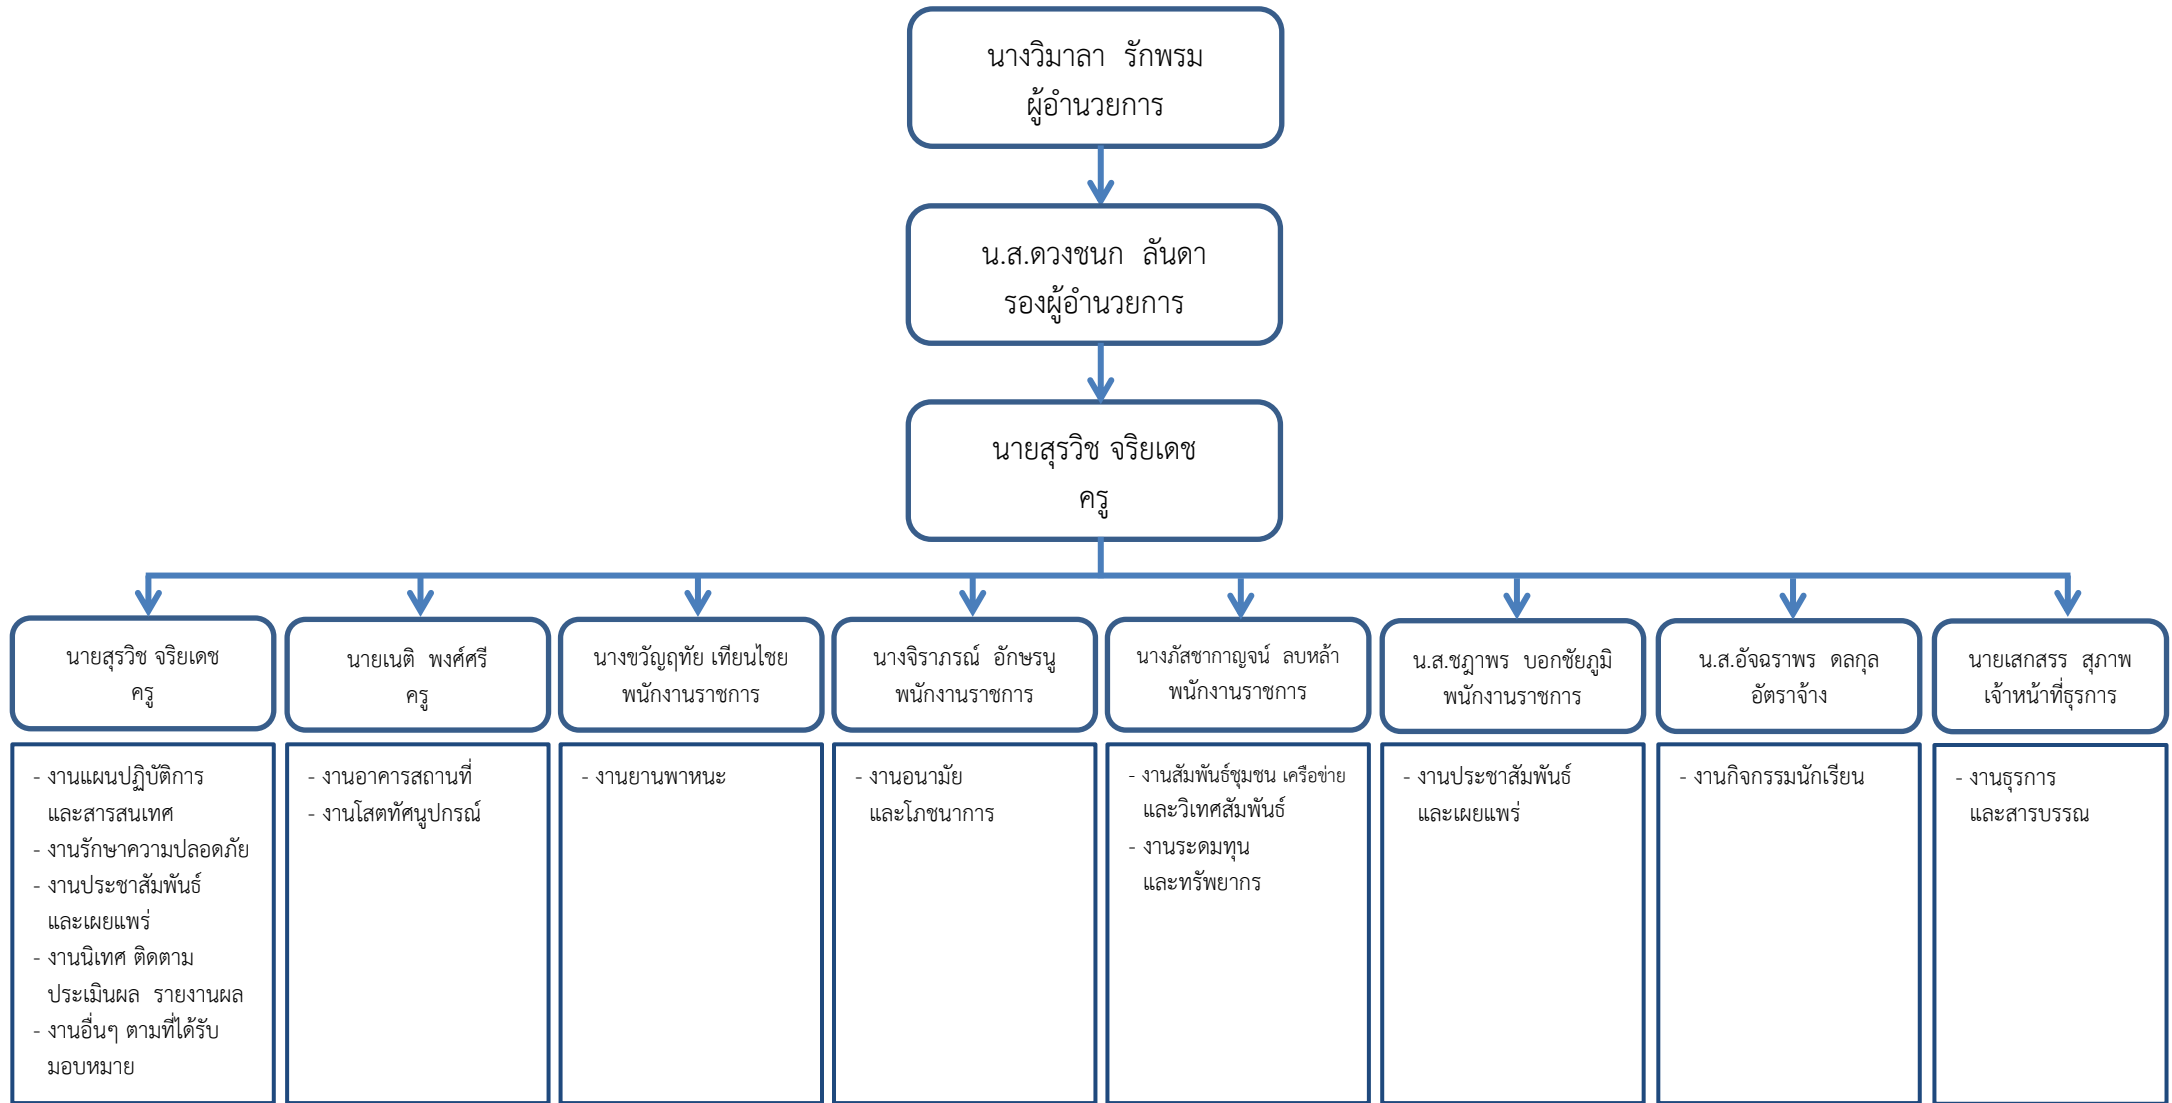 นางวิมาลา รักพรม
ผู้อำนวยการ
น.ส.ดวงชนก ลันดา
รองผู้อำนวยการ
นายสุรวิช จริยเดช
ครู
นายสุรวิช จริยเดช
ครู
- งานแผนปฏิบัติการ
และสารสนเทศ
- งานรักษาความปลอดภัย
- งานประชาสัมพันธ์
และเผยแพร่
- งานนิเทศ ติดตาม
ประเมินผล รายงานผล
- งานอื่นๆ ตามที่ได้รับ
มอบหมาย
นายเนติ พงศ์ศรี
ครู
- งานอาคารสถานที่
- งานโสตทัศนูปกรณ์
นางขวัญฤทัย เทียนไชย
พนักงานราชการ
- งานยานพาหนะ
นางจิราภรณ์ อักษรนู
พนักงานราชการ
- งานอนามัย
และโภชนาการ
นางภัสชากาญจน์ ลบหล้า
พนักงานราชการ
- งานสัมพันธ์ชุมชน เครือข่าย
และวิเทศสัมพันธ์
- งานระดมทุน
และทรัพยากร
น.ส.ชฎาพร บอกชัยภูมิ
พนักงานราชการ
- งานประชาสัมพันธ์
และเผยแพร่
น.ส.อัจฉราพร ดลกุล
อัตราจ้าง
- งานกิจกรรมนักเรียน
นายเสกสรร สุภาพ
เจ้าหน้าที่ธุรการ
- งานธุรการ
และสารบรรณ